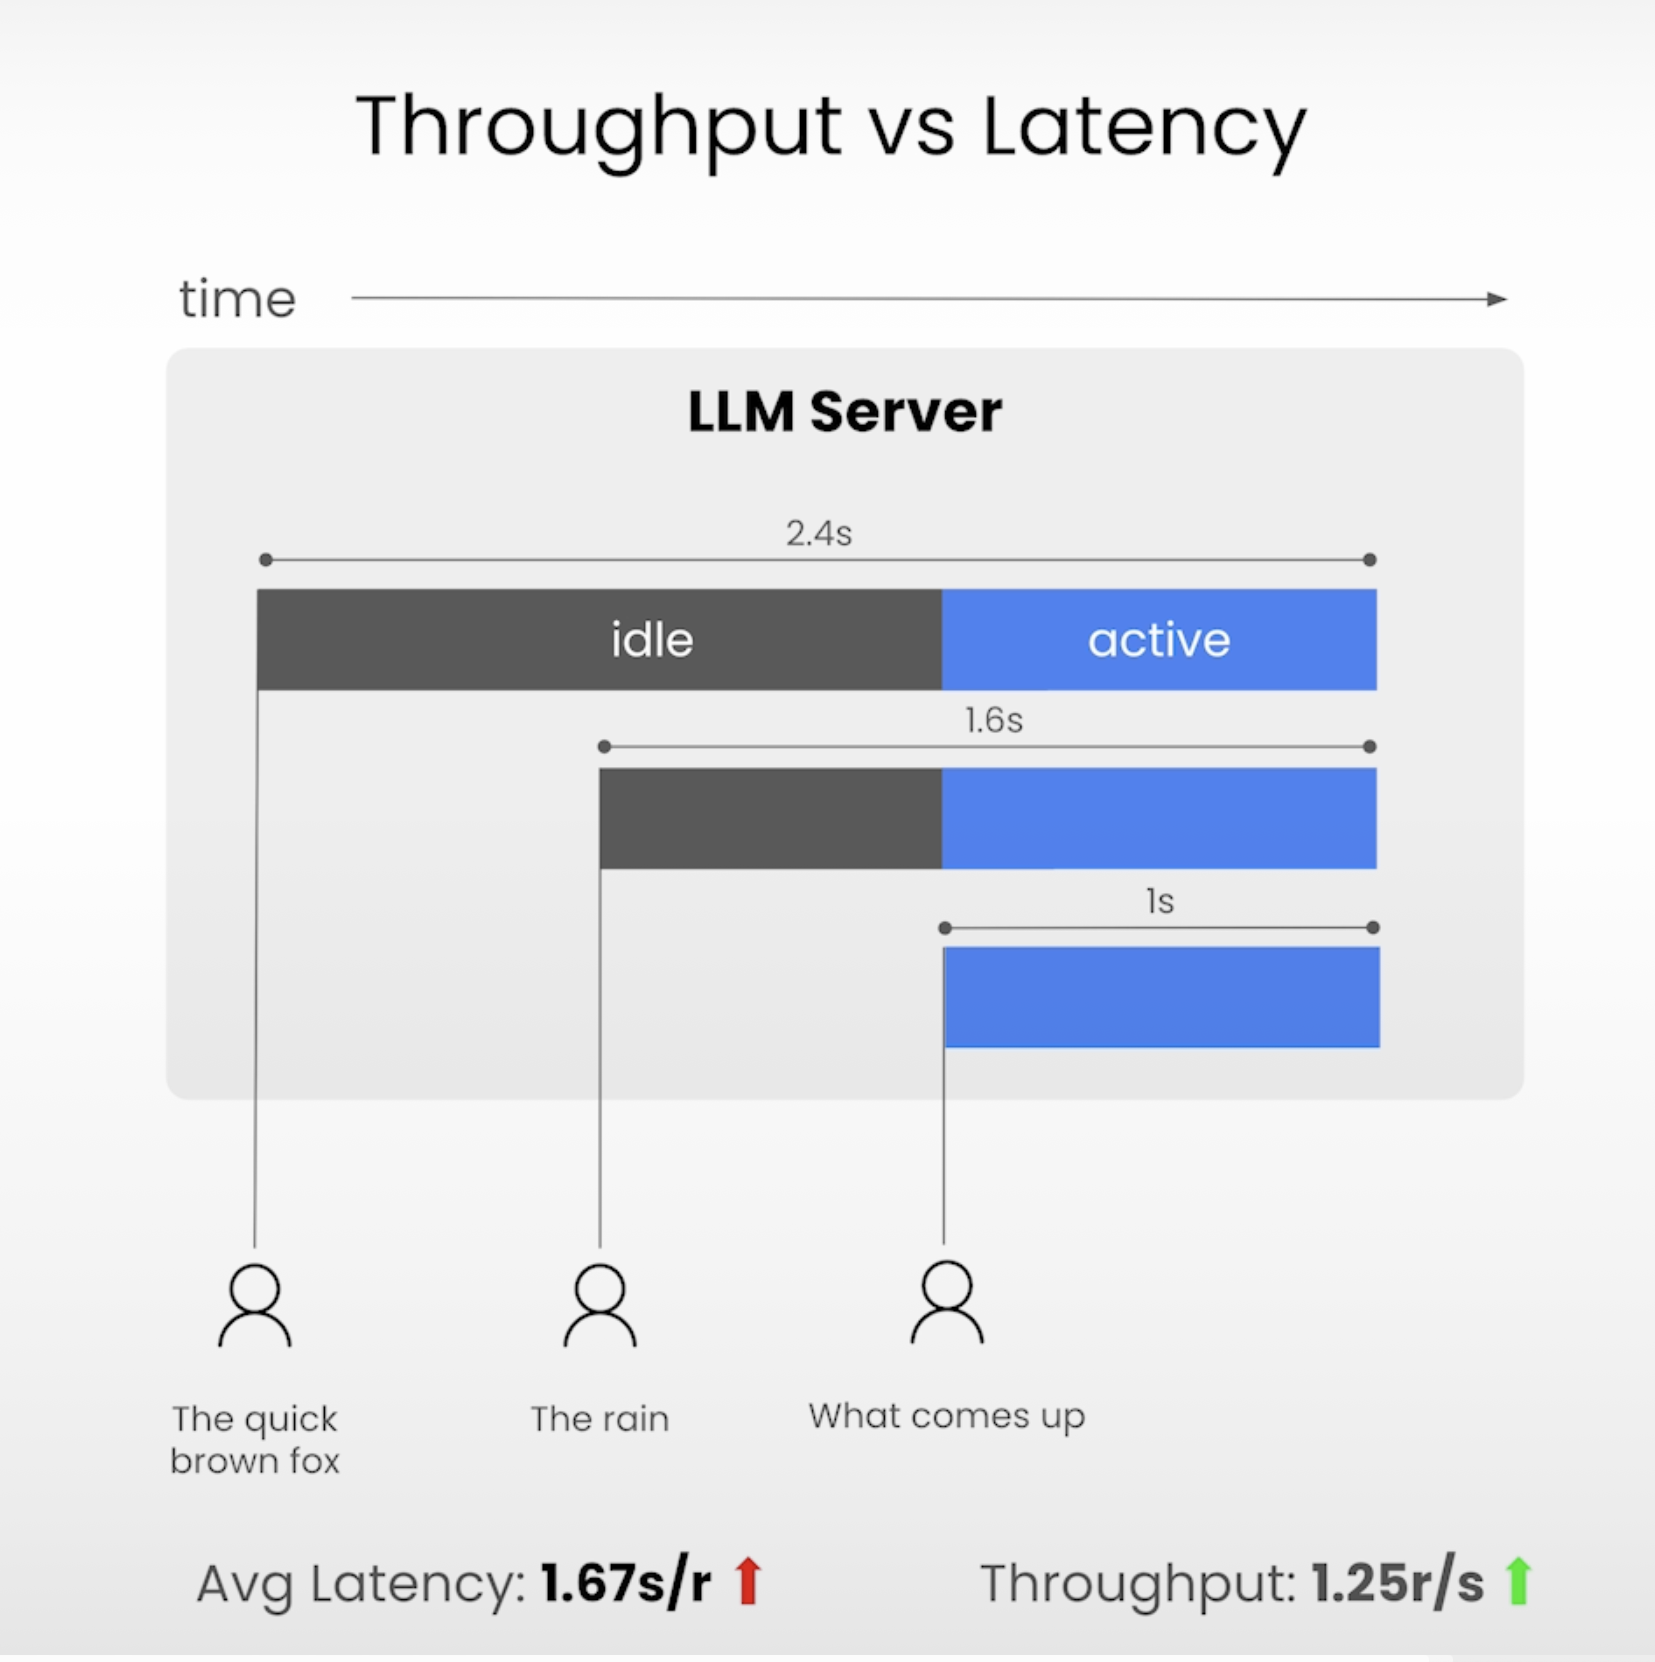 Throughput vs Latency
time
LLM Server
2.4s
idle
active
1.6s
1s
The quick
brown fox
The rain
What comes up
Avg Latency: 1.67s/r
Throughput: 1.25r/s